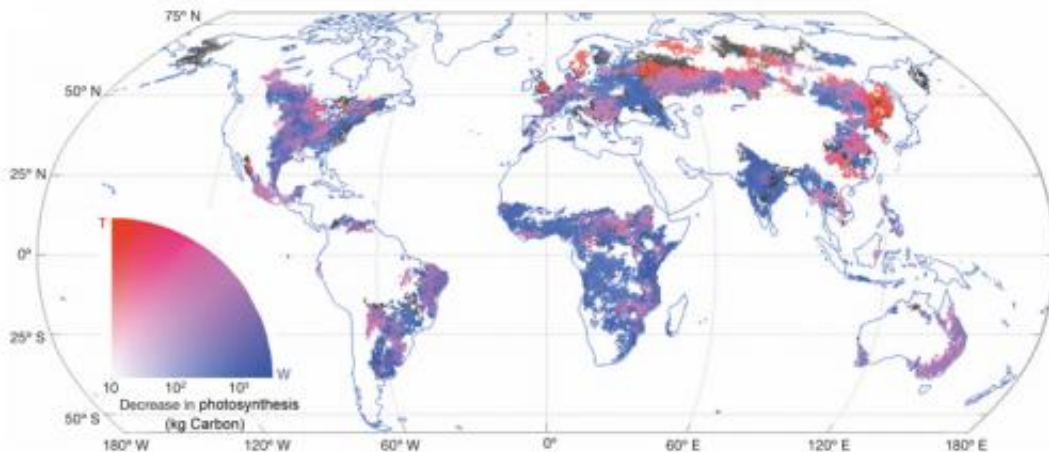 75° N
50° N
25° N
0°
25° S
50° S
T
W
10 10² 10³
Decrease in photosynthesis
(kg Carbon)
180° W 120° W 60° W 0° 60° E 120° E 180° E